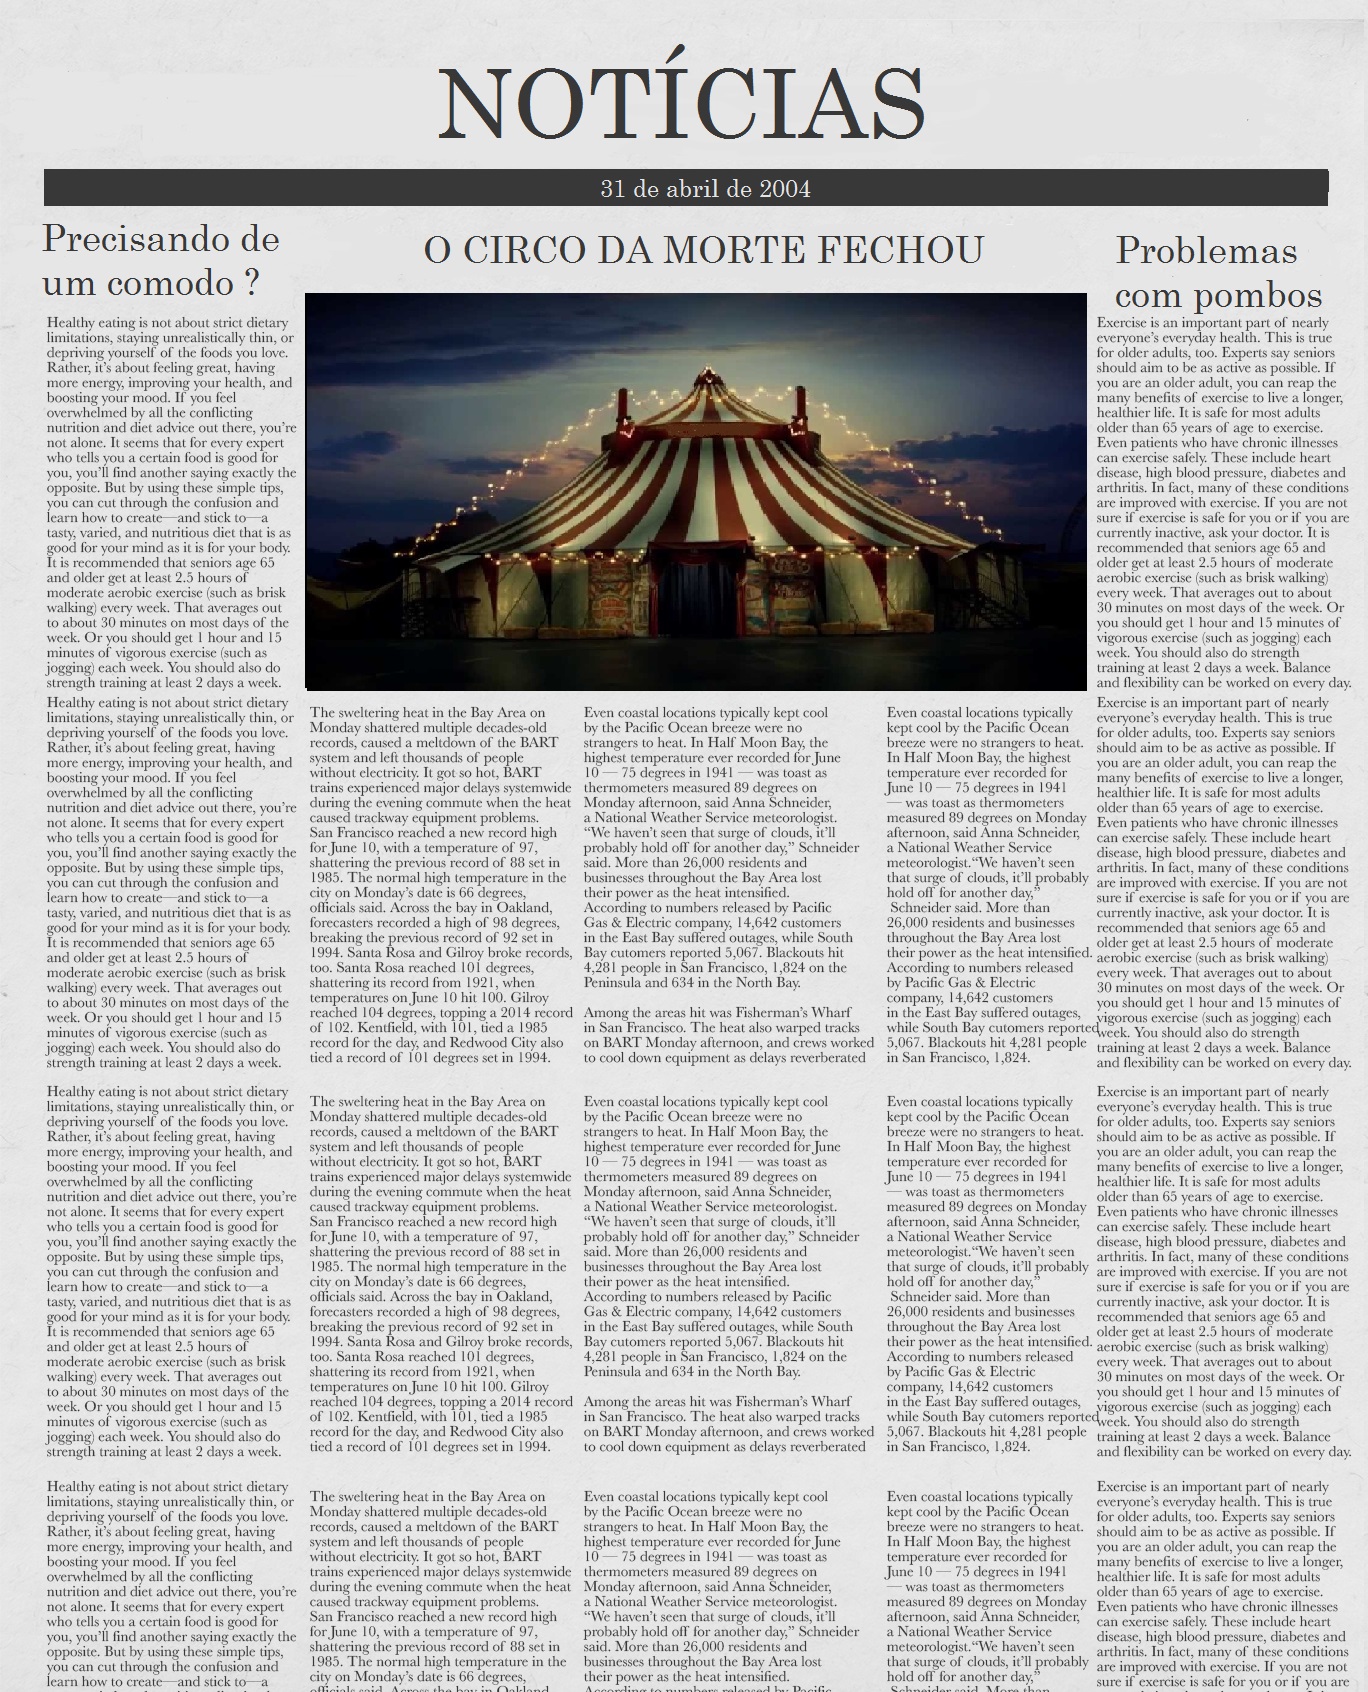 NOTÍCIAS
31 de abril de 2004
Precisando de
um comodo ?
Healthy eating is not about strict dietary
limitations, staying unrealistically thin, or
depriving yourself of the foods you love.
Rather, it's about feeling great, having
more energy, improving your health, and
boosting your mood. If you feel
overwhelmed by all the conflicting
nutrition and diet advice out there, you're
not alone. It seems that for every expert
who tells you a certain food is good for
you, you'll find another saying exactly the
opposite. But by using these simple tips,
you can cut through the confusion and
learn how to create—and stick to—a
tasty, varied, and nutritious diet that is as
good for your mind as it is for your body.
It is recommended that seniors age 65
and older get at least 2.5 hours of
moderate aerobic exercise (such as brisk
walking) every week. That averages out
to about 30 minutes on most days of the
week. Or you should get 1 hour and 15
minutes of vigorous exercise (such as
jogging) each week. You should also do
strength training at least 2 days a week.
Healthy eating is not about strict dietary
limitations, staying unrealistically thin, or
depriving yourself of the foods you love.
Rather, it's about feeling great, having
more energy, improving your health, and
boosting your mood. If you feel
overwhelmed by all the conflicting
nutrition and diet advice out there, you're
not alone. It seems that for every expert
who tells you a certain food is good for
you, you'll find another saying exactly the
opposite. But by using these simple tips,
you can cut through the confusion and
learn how to create—and stick to—a
tasty, varied, and nutritious diet that is as
good for your mind as it is for your body.
It is recommended that seniors age 65
and older get at least 2.5 hours of
moderate aerobic exercise (such as brisk
walking) every week. That averages out
to about 30 minutes on most days of the
week. Or you should get 1 hour and 15
minutes of vigorous exercise (such as
jogging) each week. You should also do
strength training at least 2 days a week.
Healthy eating is not about strict dietary
limitations, staying unrealistically thin, or
depriving yourself of the foods you love.
Rather, it's about feeling great, having
more energy, improving your health, and
boosting your mood. If you feel
overwhelmed by all the conflicting
nutrition and diet advice out there, you're
not alone. It seems that for every expert
who tells you a certain food is good for
you, you'll find another saying exactly the
opposite. But by using these simple tips,
you can cut through the confusion and
learn how to create—and stick to—a
tasty, varied, and nutritious diet that is as
good for your mind as it is for your body.
It is recommended that seniors age 65
and older get at least 2.5 hours of
moderate aerobic exercise (such as brisk
walking) every week. That averages out
to about 30 minutes on most days of the
week. Or you should get 1 hour and 15
minutes of vigorous exercise (such as
jogging) each week. You should also do
strength training at least 2 days a week.
Healthy eating is not about strict dietary
limitations, staying unrealistically thin, or
depriving yourself of the foods you love.
Rather, it's about feeling great, having
more energy, improving your health, and
boosting your mood. If you feel
overwhelmed by all the conflicting
nutrition and diet advice out there, you're
not alone. It seems that for every expert
who tells you a certain food is good for
you, you'll find another saying exactly the
opposite. But by using these simple tips,
you can cut through the confusion and
learn how to create—and stick to—a
O CIRCO DA MORTE FECHOU
The sweltering heat in the Bay Area on
Monday shattered multiple decades-old
records, caused a meltdown of the BART
system and left thousands of people
without electricity. It got so hot, BART
trains experienced major delays systemwide
during the evening commute when the heat
caused trackway equipment problems.
San Francisco reached a new record high
for June 10, with a temperature of 97,
shattering the previous record of 88 set in
1985. The normal high temperature in the
city on Monday's date is 66 degrees,
officials said. Across the bay in Oakland,
forecasters recorded a high of 98 degrees,
breaking the previous record of 92 set in
1994. Santa Rosa and Gilroy broke records,
too. Santa Rosa reached 101 degrees,
shattering its record from 1921, when
temperatures on June 10 hit 100. Gilroy
reached 104 degrees, topping a 2014 record
of 102. Kentfield, with 101, tied a 1985
record for the day, and Redwood City also
tied a record of 101 degrees set in 1994.
The sweltering heat in the Bay Area on
Monday shattered multiple decades-old
records, caused a meltdown of the BART
system and left thousands of people
without electricity. It got so hot, BART
trains experienced major delays systemwide
during the evening commute when the heat
caused trackway equipment problems.
San Francisco reached a new record high
for June 10, with a temperature of 97,
shattering the previous record of 88 set in
1985. The normal high temperature in the
city on Monday's date is 66 degrees,
officials said. Across the bay in Oakland,
forecasters recorded a high of 98 degrees,
breaking the previous record of 92 set in
1994. Santa Rosa and Gilroy broke records,
too. Santa Rosa reached 101 degrees,
shattering its record from 1921, when
temperatures on June 10 hit 100. Gilroy
reached 104 degrees, topping a 2014 record
of 102. Kentfield, with 101, tied a 1985
record for the day, and Redwood City also
tied a record of 101 degrees set in 1994.
The sweltering heat in the Bay Area on
Monday shattered multiple decades-old
records, caused a meltdown of the BART
system and left thousands of people
without electricity. It got so hot, BART
trains experienced major delays systemwide
during the evening commute when the heat
caused trackway equipment problems.
San Francisco reached a new record high
for June 10, with a temperature of 97,
shattering the previous record of 88 set in
1985. The normal high temperature in the
city on Monday's date is 66 degrees,
officials said. Across the bay in Oakland,
Even coastal locations typically kept cool
by the Pacific Ocean breeze were no
strangers to heat. In Half Moon Bay, the
highest temperature ever recorded for June
10 — 75 degrees in 1941 — was toast as
thermometers measured 89 degrees on
Monday afternoon, said Anna Schneider,
a National Weather Service meteorologist.
“We haven't seen that surge of clouds, it'll
probably hold off for another day,” Schneider
said. More than 26,000 residents and
businesses throughout the Bay Area lost
their power as the heat intensified.
According to numbers released by Pacific
Gas & Electric company, 14,642 customers
in the East Bay suffered outages, while South
Bay cutomers reported 5,067. Blackouts hit
4,281 people in San Francisco, 1,824 on the
Peninsula and 634 in the North Bay.
Among the areas hit was Fisherman's Wharf
in San Francisco. The heat also warped tracks
on BART Monday afternoon, and crews worked
to cool down equipment as delays reverberated
Even coastal locations typically kept cool
by the Pacific Ocean breeze were no
strangers to heat. In Half Moon Bay, the
highest temperature ever recorded for June
10 — 75 degrees in 1941 — was toast as
thermometers measured 89 degrees on
Monday afternoon, said Anna Schneider,
a National Weather Service meteorologist.
“We haven't seen that surge of clouds, it'll
probably hold off for another day,” Schneider
said. More than 26,000 residents and
businesses throughout the Bay Area lost
their power as the heat intensified.
According to numbers released by Pacific
Gas & Electric company, 14,642 customers
in the East Bay suffered outages, while South
Bay cutomers reported 5,067. Blackouts hit
4,281 people in San Francisco, 1,824 on the
Peninsula and 634 in the North Bay.
Among the areas hit was Fisherman's Wharf
in San Francisco. The heat also warped tracks
on BART Monday afternoon, and crews worked
to cool down equipment as delays reverberated
Even coastal locations typically kept cool
by the Pacific Ocean breeze were no
strangers to heat. In Half Moon Bay, the
highest temperature ever recorded for June
10 — 75 degrees in 1941 — was toast as
thermometers measured 89 degrees on
Monday afternoon, said Anna Schneider,
a National Weather Service meteorologist.
“We haven't seen that surge of clouds, it'll
probably hold off for another day,” Schneider
said. More than 26,000 residents and
businesses throughout the Bay Area lost
their power as the heat intensified.
According to numbers released by Pacific
Even coastal locations typically
kept cool by the Pacific Ocean
breeze were no strangers to heat.
In Half Moon Bay, the highest
temperature ever recorded for
June 10 — 75 degrees in 1941
— was toast as thermometers
measured 89 degrees on Monday
afternoon, said Anna Schneider,
a National Weather Service
meteorologist.“We haven't seen
that surge of clouds, it'll probably
hold off for another day,”
Schneider said. More than
26,000 residents and businesses
throughout the Bay Area lost
their power as the heat intensified.
According to numbers released
by Pacific Gas & Electric
company, 14,642 customers
in the East Bay suffered outages,
while South Bay cutomers reported
5,067. Blackouts hit 4,281 people
in San Francisco, 1,824.
Even coastal locations typically
kept cool by the Pacific Ocean
breeze were no strangers to heat.
In Half Moon Bay, the highest
temperature ever recorded for
June 10 — 75 degrees in 1941
— was toast as thermometers
measured 89 degrees on Monday
afternoon, said Anna Schneider,
a National Weather Service
meteorologist.“We haven't seen
that surge of clouds, it'll probably
hold off for another day,”
Schneider said. More than
26,000 residents and businesses
throughout the Bay Area lost
their power as the heat intensified.
According to numbers released
by Pacific Gas & Electric
company, 14,642 customers
in the East Bay suffered outages,
while South Bay cutomers reported
5,067. Blackouts hit 4,281 people
in San Francisco, 1,824.
Even coastal locations typically
kept cool by the Pacific Ocean
breeze were no strangers to heat.
In Half Moon Bay, the highest
temperature ever recorded for
June 10 — 75 degrees in 1941
— was toast as thermometers
measured 89 degrees on Monday
afternoon, said Anna Schneider,
a National Weather Service
meteorologist.“We haven't seen
that surge of clouds, it'll probably
hold off for another day,”
Schneider said. More than
Problemas
com pombos
Exercise is an important part of nearly
everyone's everyday health. This is true
for older adults, too. Experts say seniors
should aim to be as active as possible. If
you are an older adult, you can reap the
many benefits of exercise to live a longer,
healthier life. It is safe for most adults
older than 65 years of age to exercise.
Even patients who have chronic illnesses
can exercise safely. These include heart
disease, high blood pressure, diabetes and
arthritis. In fact, many of these conditions
are improved with exercise. If you are not
sure if exercise is safe for you or if you are
currently inactive, ask your doctor. It is
recommended that seniors age 65 and
older get at least 2.5 hours of moderate
aerobic exercise (such as brisk walking)
every week. That averages out to about
30 minutes on most days of the week. Or
you should get 1 hour and 15 minutes of
vigorous exercise (such as jogging) each
week. You should also do strength
training at least 2 days a week. Balance
and flexibility can be worked on every day.
Exercise is an important part of nearly
everyone's everyday health. This is true
for older adults, too. Experts say seniors
should aim to be as active as possible. If
you are an older adult, you can reap the
many benefits of exercise to live a longer,
healthier life. It is safe for most adults
older than 65 years of age to exercise.
Even patients who have chronic illnesses
can exercise safely. These include heart
disease, high blood pressure, diabetes and
arthritis. In fact, many of these conditions
are improved with exercise. If you are not
sure if exercise is safe for you or if you are
currently inactive, ask your doctor. It is
recommended that seniors age 65 and
older get at least 2.5 hours of moderate
aerobic exercise (such as brisk walking)
every week. That averages out to about
30 minutes on most days of the week. Or
you should get 1 hour and 15 minutes of
vigorous exercise (such as jogging) each
week. You should also do strength
training at least 2 days a week. Balance
and flexibility can be worked on every day.
Exercise is an important part of nearly
everyone's everyday health. This is true
for older adults, too. Experts say seniors
should aim to be as active as possible. If
you are an older adult, you can reap the
many benefits of exercise to live a longer,
healthier life. It is safe for most adults
older than 65 years of age to exercise.
Even patients who have chronic illnesses
can exercise safely. These include heart
disease, high blood pressure, diabetes and
arthritis. In fact, many of these conditions
are improved with exercise. If you are not
sure if exercise is safe for you or if you are
currently inactive, ask your doctor. It is
recommended that seniors age 65 and
older get at least 2.5 hours of moderate
aerobic exercise (such as brisk walking)
every week. That averages out to about
30 minutes on most days of the week. Or
you should get 1 hour and 15 minutes of
vigorous exercise (such as jogging) each
week. You should also do strength
training at least 2 days a week. Balance
and flexibility can be worked on every day.
Exercise is an important part of nearly
everyone's everyday health. This is true
for older adults, too. Experts say seniors
should aim to be as active as possible. If
you are an older adult, you can reap the
many benefits of exercise to live a longer,
healthier life. It is safe for most adults
older than 65 years of age to exercise.
Even patients who have chronic illnesses
can exercise safely. These include heart
disease, high blood pressure, diabetes and
arthritis. In fact, many of these conditions
are improved with exercise. If you are not
sure if exercise is safe for you or if you are